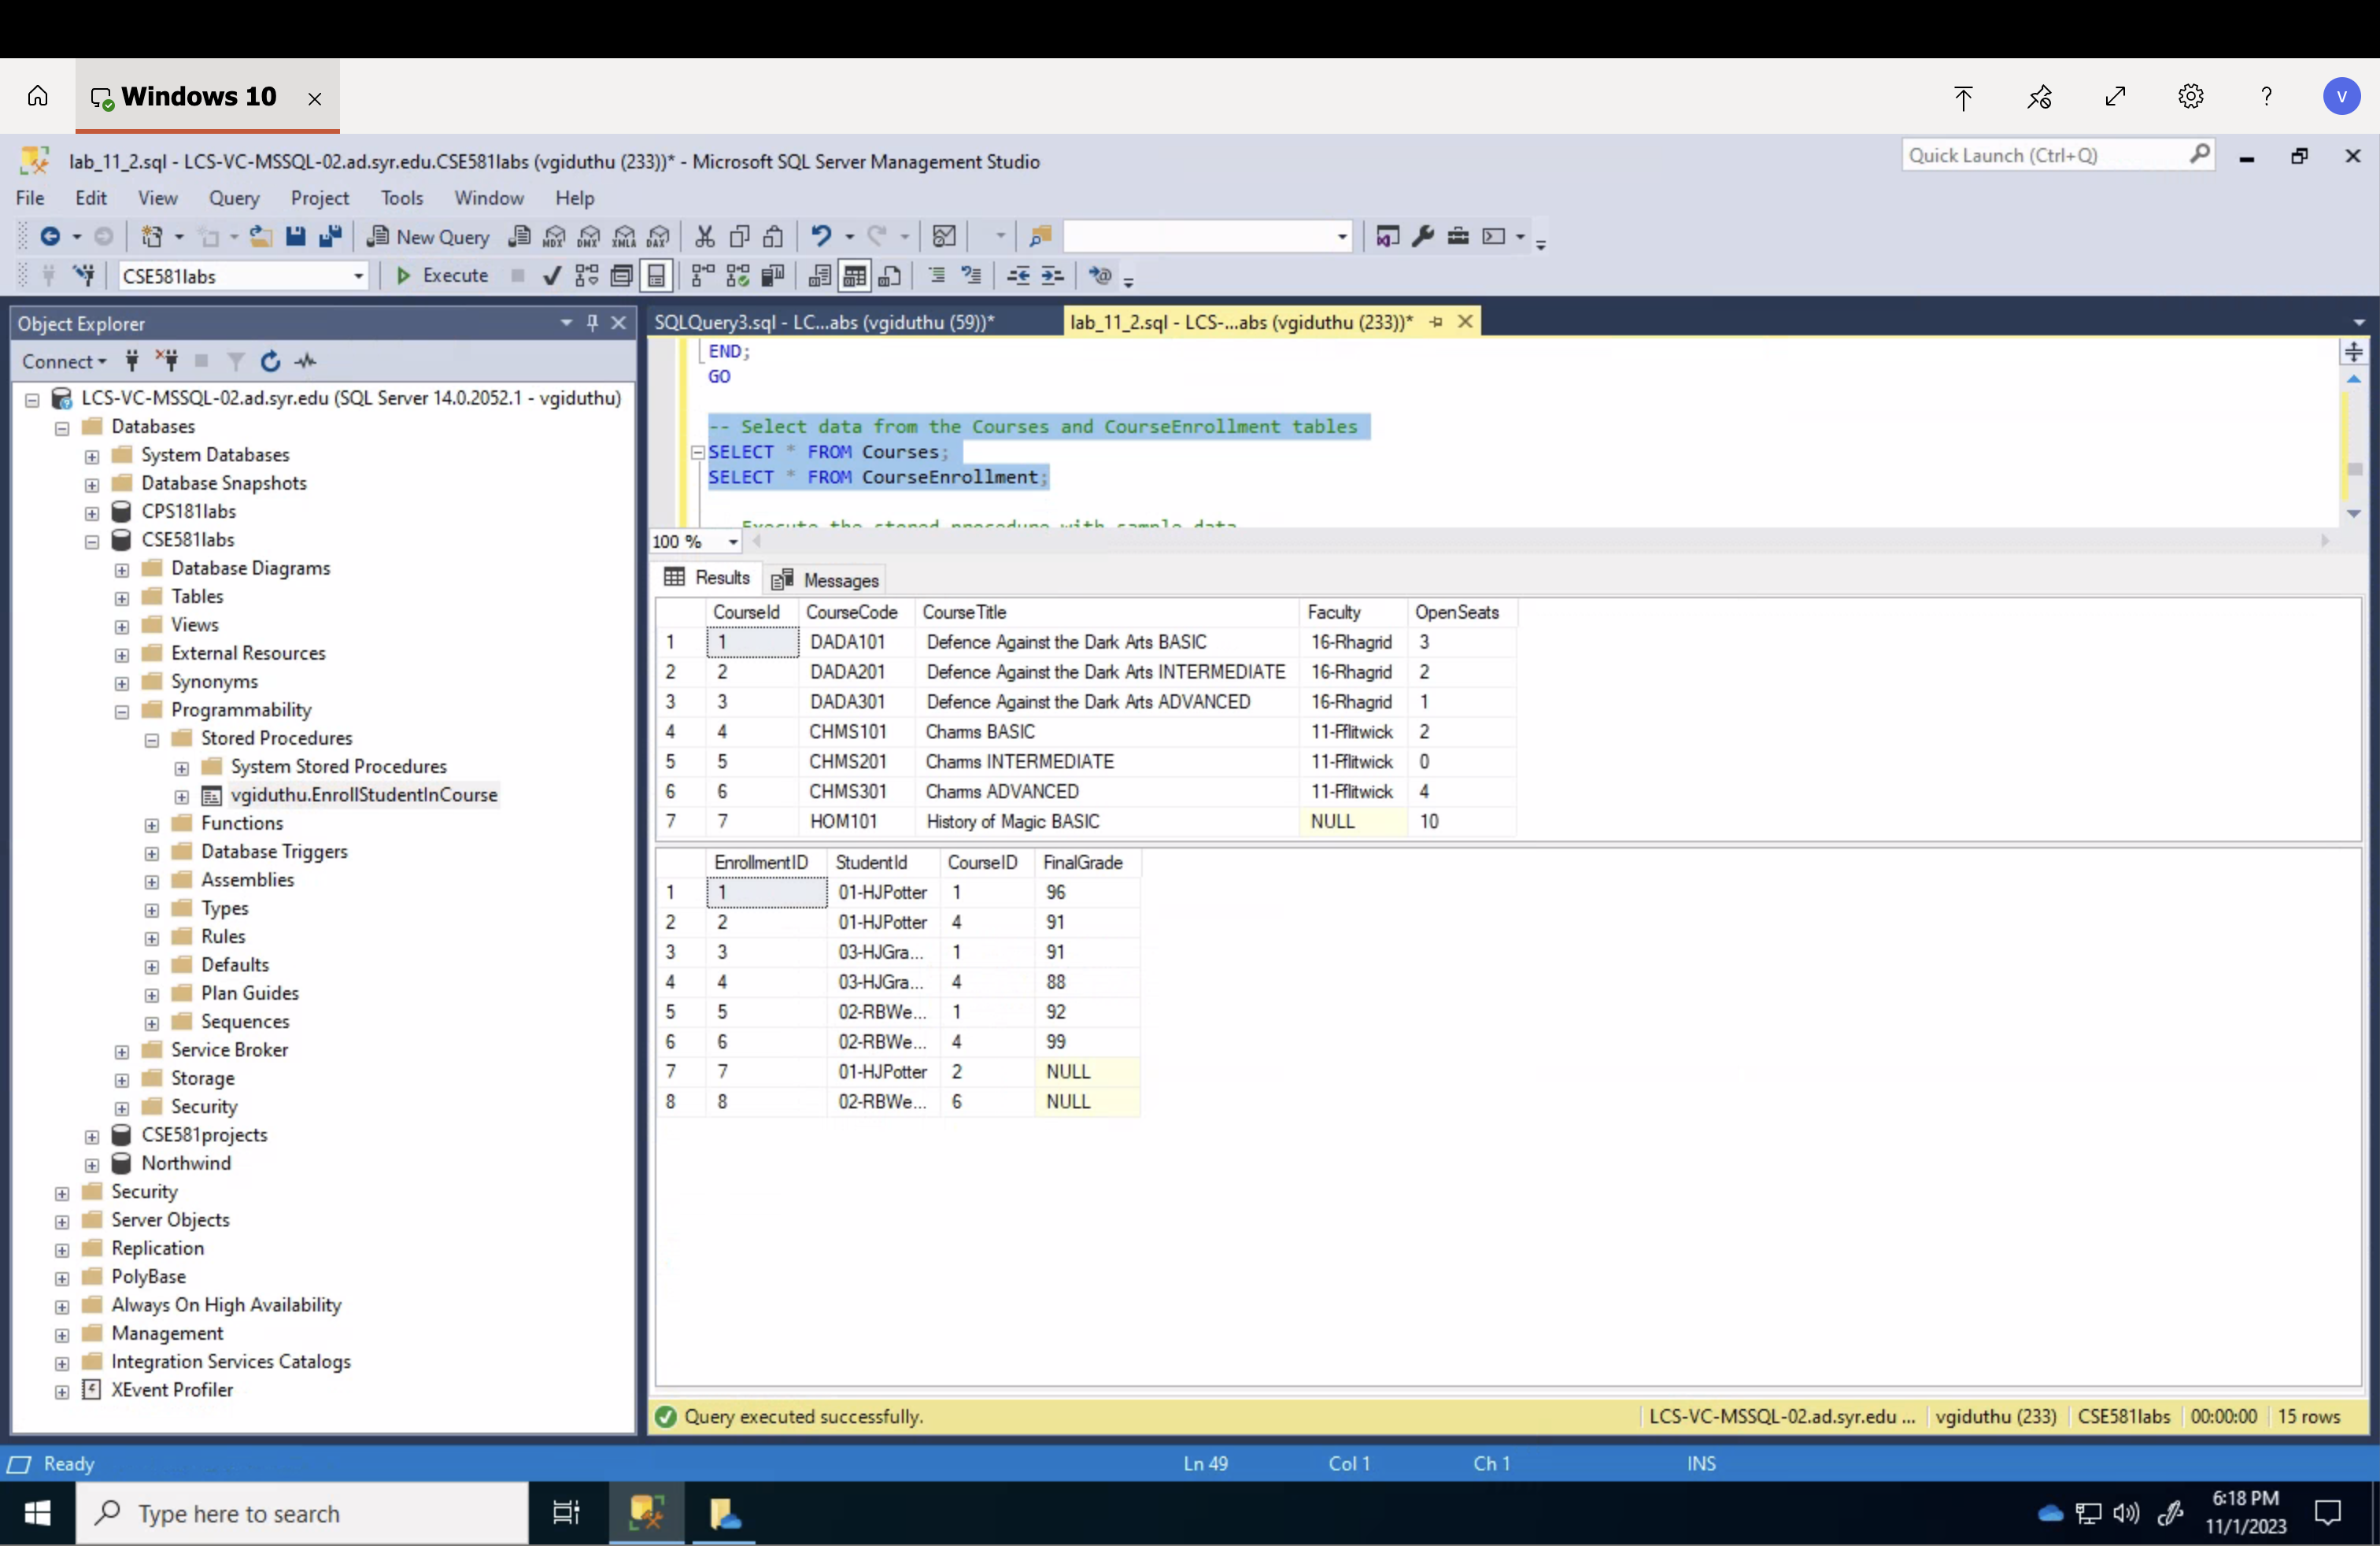 Windows 10
? V
lab_11_2.sql - LCS-VC-MSSQL-02.ad.syr.edu.CSE581labs (vgiduthu (233))* - Microsoft SQL Server Management Studio
Quick Launch (Ctrl+Q)
File Edit View Query Project Tools Window Help
New Query MDX DMX XMLA DAX
CSE581labs Execute
Object Explorer
SQLQuery3.sql - LC...abs (vgiduthu (59))*
lab_11_2.sql - LCS-...abs (vgiduthu (233))*
Connect
LCS-VC-MSSQL-02.ad.syr.edu (SQL Server 14.0.2052.1 - vgiduthu)
Databases
System Databases
Database Snapshots
CPS181labs
CSE581labs
Database Diagrams
Tables
Views
External Resources
Synonyms
Programmability
Stored Procedures
System Stored Procedures
vgiduthu.EnrollStudentInCourse
Functions
Database Triggers
Assemblies
Types
Rules
Defaults
Plan Guides
Sequences
Service Broker
Storage
Security
CSE581projects
Northwind
Security
Server Objects
Replication
PolyBase
Always On High Availability
Management
Integration Services Catalogs
XEvent Profiler
END;
GO
-- Select data from the Courses and CourseEnrollment tables
SELECT * FROM Courses;
SELECT * FROM CourseEnrollment;
Execute the stored procedure with sample data
100 %
Results Messages
CourseId CourseCode CourseTitle Faculty OpenSeats
1 1 DADA101 Defence Against the Dark Arts BASIC 16-Rhagrid 3
2 2 DADA201 Defence Against the Dark Arts INTERMEDIATE 16-Rhagrid 2
3 3 DADA301 Defence Against the Dark Arts ADVANCED 16-Rhagrid 1
4 4 CHMS101 Charms BASIC 11-Fflitwick 2
5 5 CHMS201 Charms INTERMEDIATE 11-Fflitwick 0
6 6 CHMS301 Charms ADVANCED 11-Fflitwick 4
7 7 HOM101 History of Magic BASIC NULL 10
EnrollmentID StudentId CourseID FinalGrade
1 1 01-HJPotter 1 96
2 2 01-HJPotter 4 91
3 3 03-HJGra... 1 91
4 4 03-HJGra... 4 88
5 5 02-RBWe... 1 92
6 6 02-RBWe... 4 99
7 7 01-HJPotter 2 NULL
8 8 02-RBWe... 6 NULL
Query executed successfully.
LCS-VC-MSSQL-02.ad.syr.edu ... vgiduthu (233) CSE581labs 00:00:00 15 rows
Ready Ln 49 Col 1 Ch 1 INS
Type here to search
6:18 PM
11/1/2023